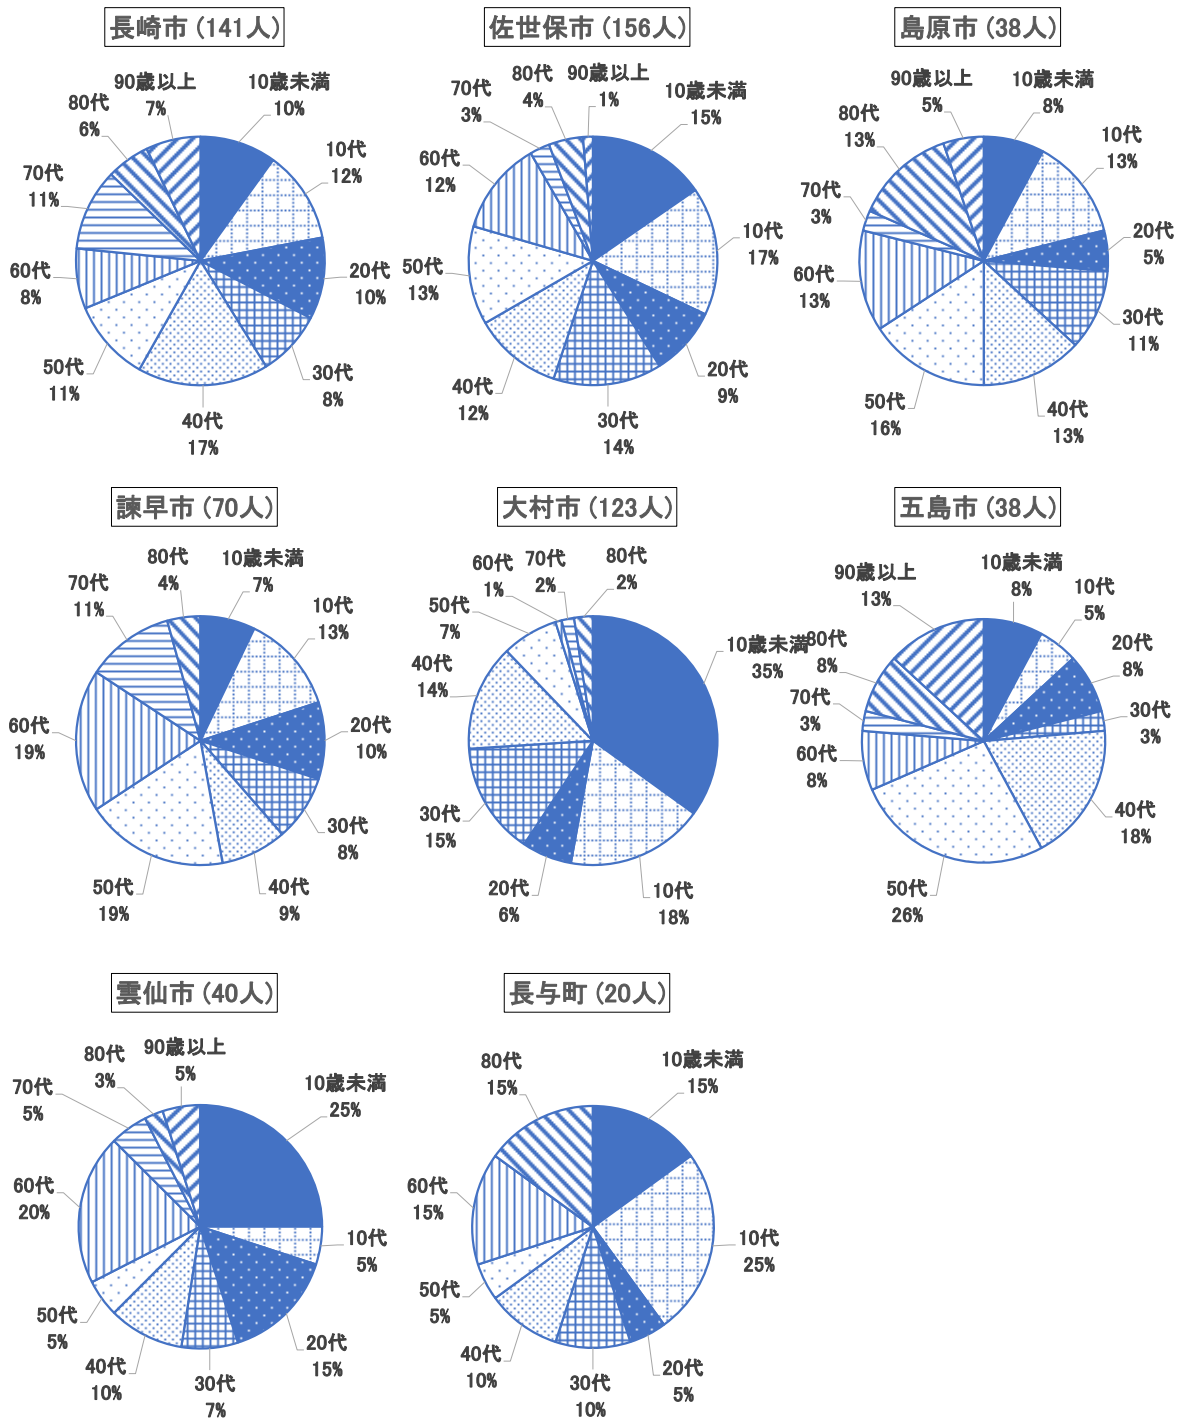 長崎市 (141人)
10歳未満
10%
10代
12%
20代
10%
30代
8%
40代
17%
50代
11%
60代
8%
70代
11%
80代
6%
90歳以上
7%
佐世保市 (156人)
10歳未満
15%
10代
17%
20代
9%
30代
14%
40代
12%
50代
13%
60代
12%
70代
3%
80代
4%
90歳以上
1%
島原市 (38人)
10歳未満
8%
10代
13%
20代
5%
30代
11%
40代
13%
50代
16%
60代
13%
70代
3%
80代
13%
90歳以上
5%
諫早市 (70人)
10歳未満
7%
10代
13%
20代
10%
30代
8%
40代
9%
50代
19%
60代
19%
70代
11%
80代
4%
大村市 (123人)
10歳未満
35%
10代
18%
20代
6%
30代
15%
40代
14%
50代
7%
60代
1%
70代
2%
80代
2%
五島市 (38人)
10歳未満
8%
10代
5%
20代
8%
30代
3%
40代
18%
50代
26%
60代
8%
70代
3%
80代
8%
90歳以上
13%
雲仙市 (40人)
10歳未満
25%
10代
5%
20代
15%
30代
7%
40代
10%
50代
5%
60代
20%
70代
5%
80代
3%
90歳以上
5%
長与町 (20人)
10歳未満
15%
10代
25%
20代
5%
30代
10%
40代
10%
50代
5%
60代
15%
80代
15%